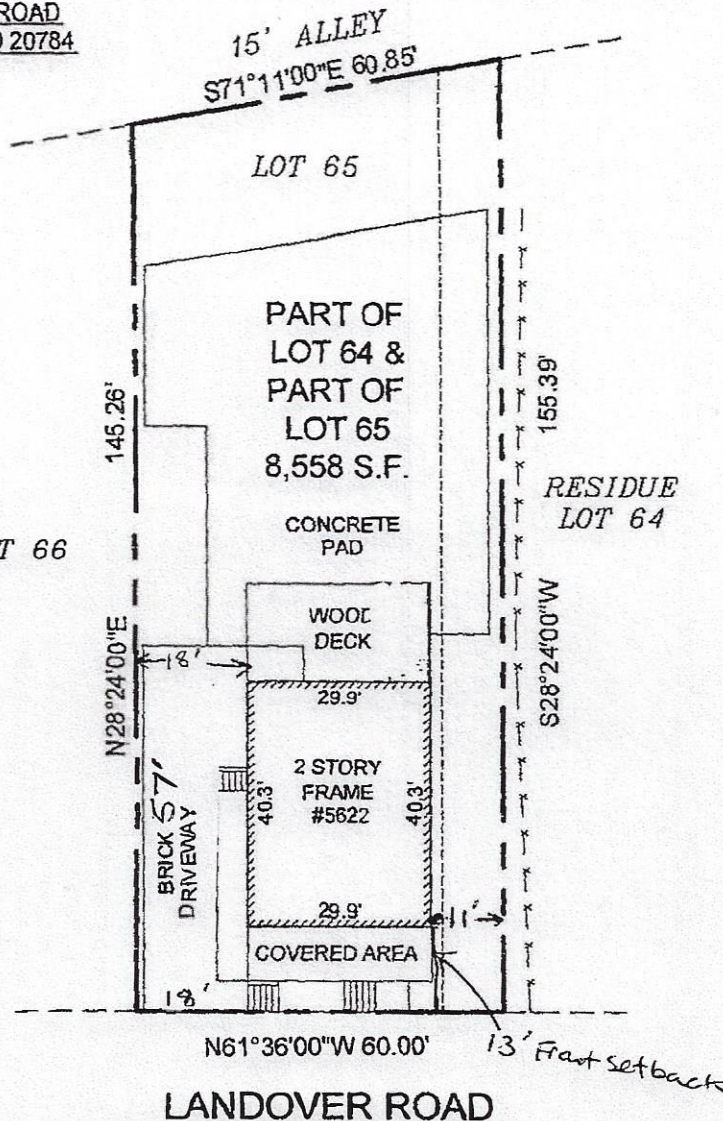 ROAD
20784
15' ALLEY
S71°11'00"E 60.85'
LOT 65
PART OF
LOT 64 &
PART OF
LOT 65
8,558 S.F.
145.26'
155.39'
RESIDUE
LOT 64
T 66
CONCRETE
PAD
WOOD
DECK
N28°24'00"E
S28°24'00"W
18'
29.9'
2 STORY
FRAME
#5622
40.3'
40.3'
BRICK 57'
DRIVEWAY
29.9'
11'
COVERED AREA
18'
N61°36'00"W 60.00'
13' Front setback
LANDOVER ROAD